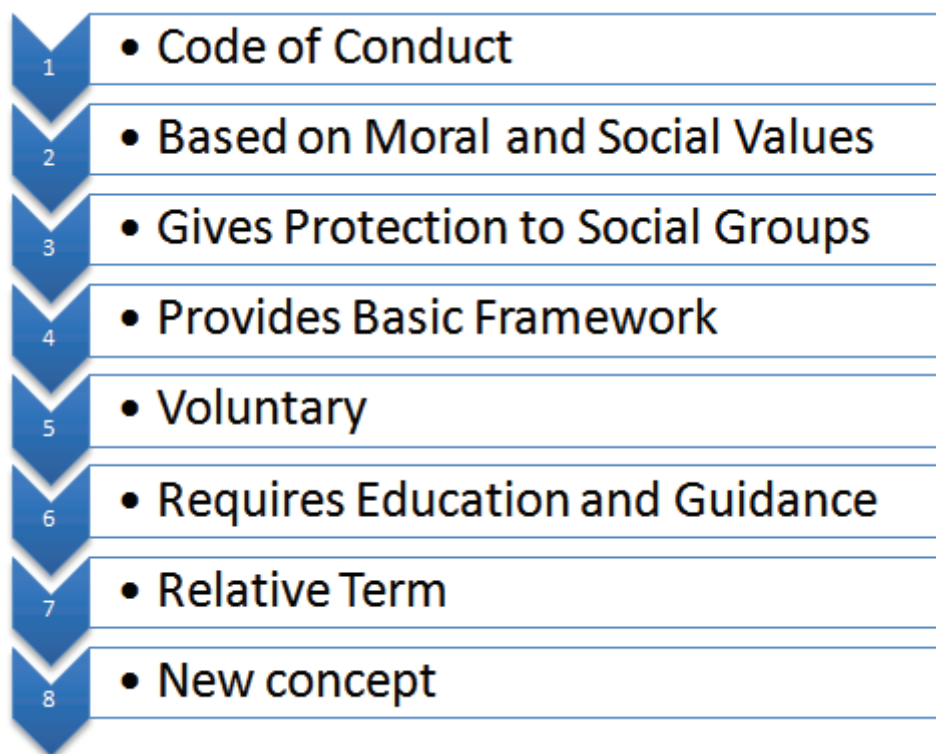 1 • Code of Conduct
2 • Based on Moral and Social Values
3 • Gives Protection to Social Groups
4 • Provides Basic Framework
5 • Voluntary
6 • Requires Education and Guidance
7 • Relative Term
8 • New concept